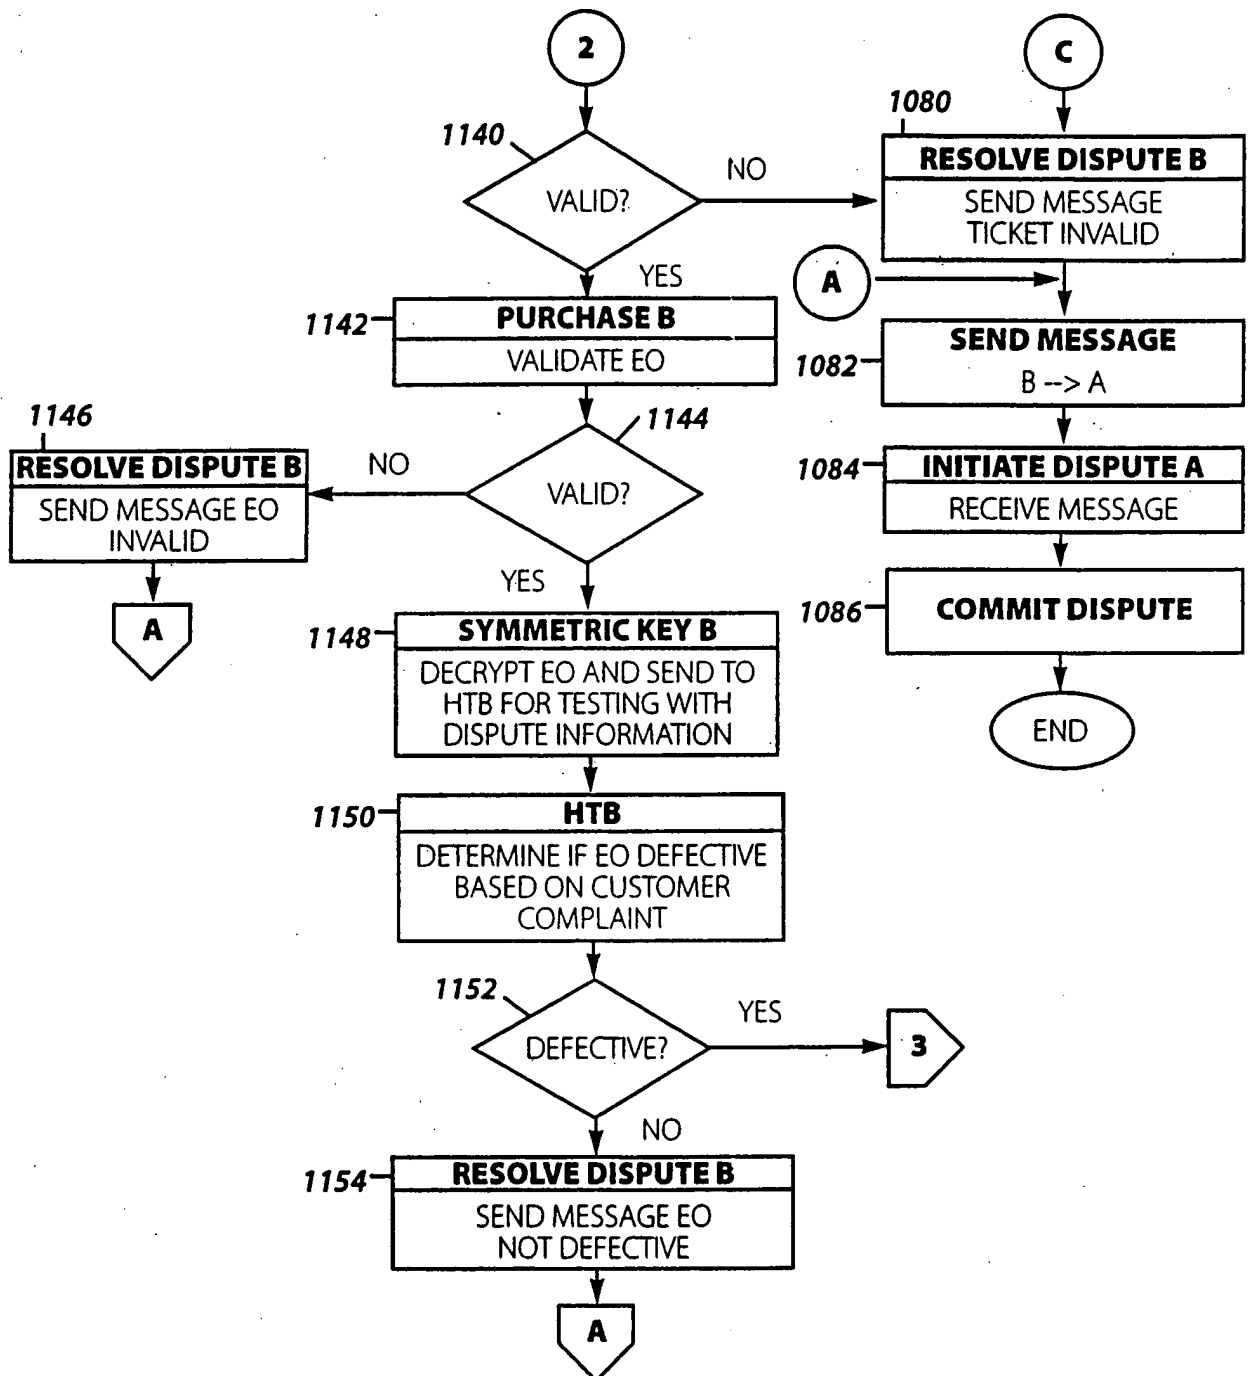 2
C
1080
1140
RESOLVE DISPUTE B
NO
VALID?
SEND MESSAGE
TICKET INVALID
YES
A
1142
PURCHASE B
VALIDATE EO
SEND MESSAGE
1082
B --> A
1146
1144
RESOLVE DISPUTE B
NO
VALID?
1084
INITIATE DISPUTE A
SEND MESSAGE EO
INVALID
RECEIVE MESSAGE
YES
A
1086
COMMIT DISPUTE
1148
SYMMETRIC KEY B
DECRYPT EO AND SEND TO
HTB FOR TESTING WITH
DISPUTE INFORMATION
END
1150
HTB
DETERMINE IF EO DEFECTIVE
BASED ON CUSTOMER
COMPLAINT
1152
YES
DEFECTIVE?
3
NO
1154
RESOLVE DISPUTE B
SEND MESSAGE EO
NOT DEFECTIVE
A